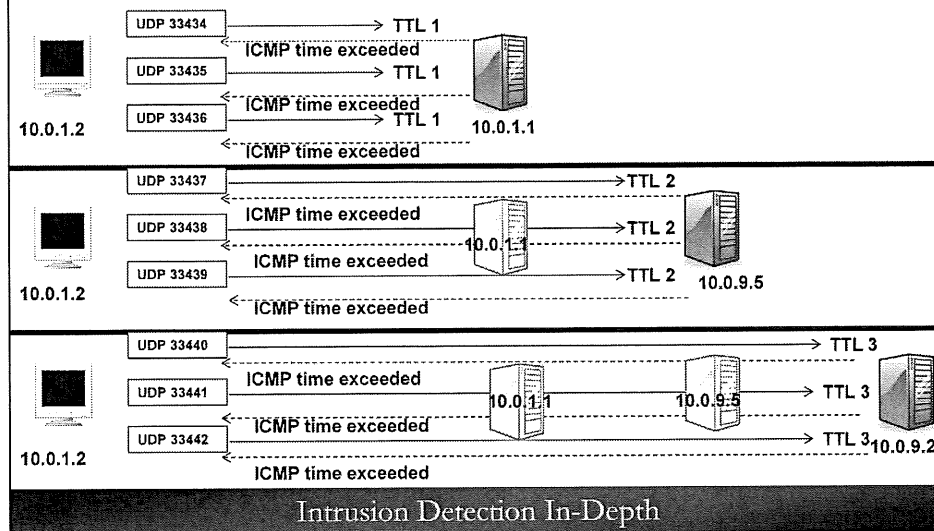 UDP 33434 TTL 1
ICMP time exceeded
UDP 33435 TTL 1
ICMP time exceeded
UDP 33436 TTL 1
ICMP time exceeded
10.0.1.2
10.0.1.1
UDP 33437 TTL 2
ICMP time exceeded
UDP 33438 TTL 2
10.0.1.1
ICMP time exceeded
UDP 33439 TTL 2
ICMP time exceeded
10.0.1.2
10.0.9.5
UDP 33440 TTL 3
ICMP time exceeded
UDP 33441 TTL 3
10.0.1.1
10.0.9.5
ICMP time exceeded
UDP 33442 TTL 3
ICMP time exceeded
10.0.1.2
10.0.9.2
Intrusion Detection In-Depth